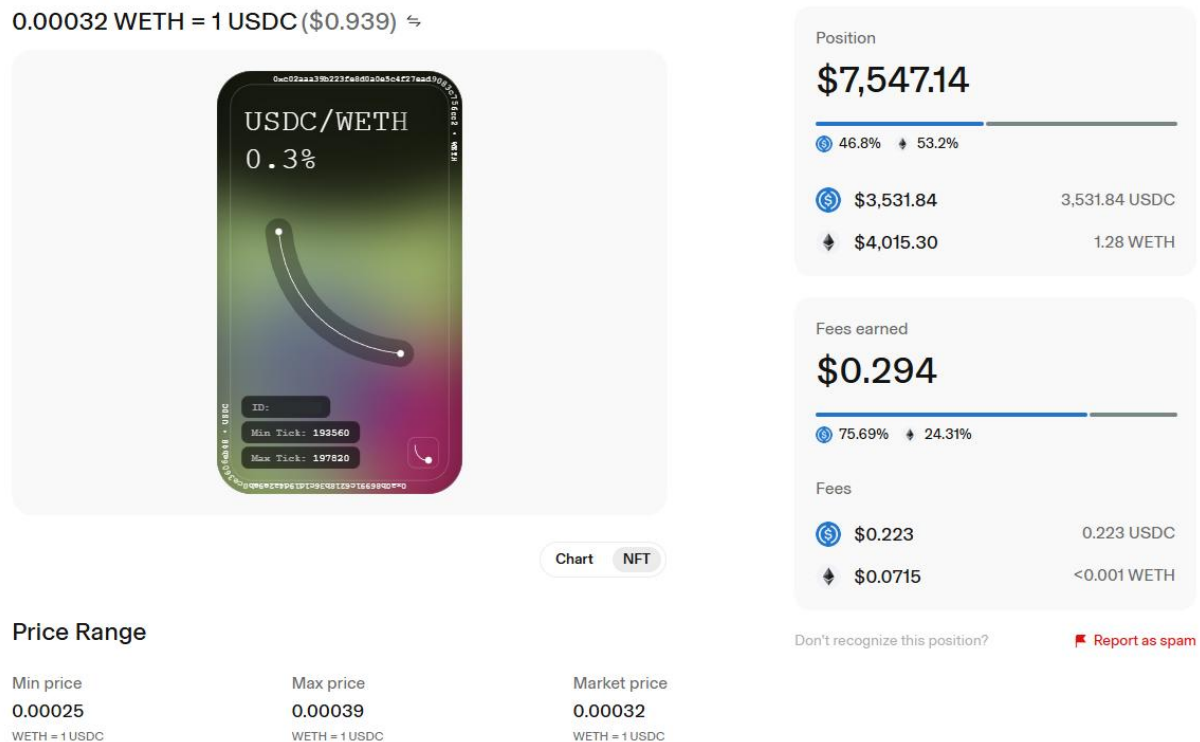 0.00032 WETH = 1 USDC ($0.939)
USDC/WETH
0.3%
ID:
Min Tick: 193560
Max Tick: 197820
Chart
NFT
Price Range
Min price
0.00025
WETH = 1 USDC
Max price
0.00039
WETH = 1 USDC
Market price
0.00032
WETH = 1 USDC
Position
$7,547.14
46.8% 53.2%
$3,531.84 3,531.84 USDC
$4,015.30 1.28 WETH
Fees earned
$0.294
75.69% 24.31%
Fees
$0.223 0.223 USDC
$0.0715 <0.001 WETH
Don't recognize this position? Report as spam